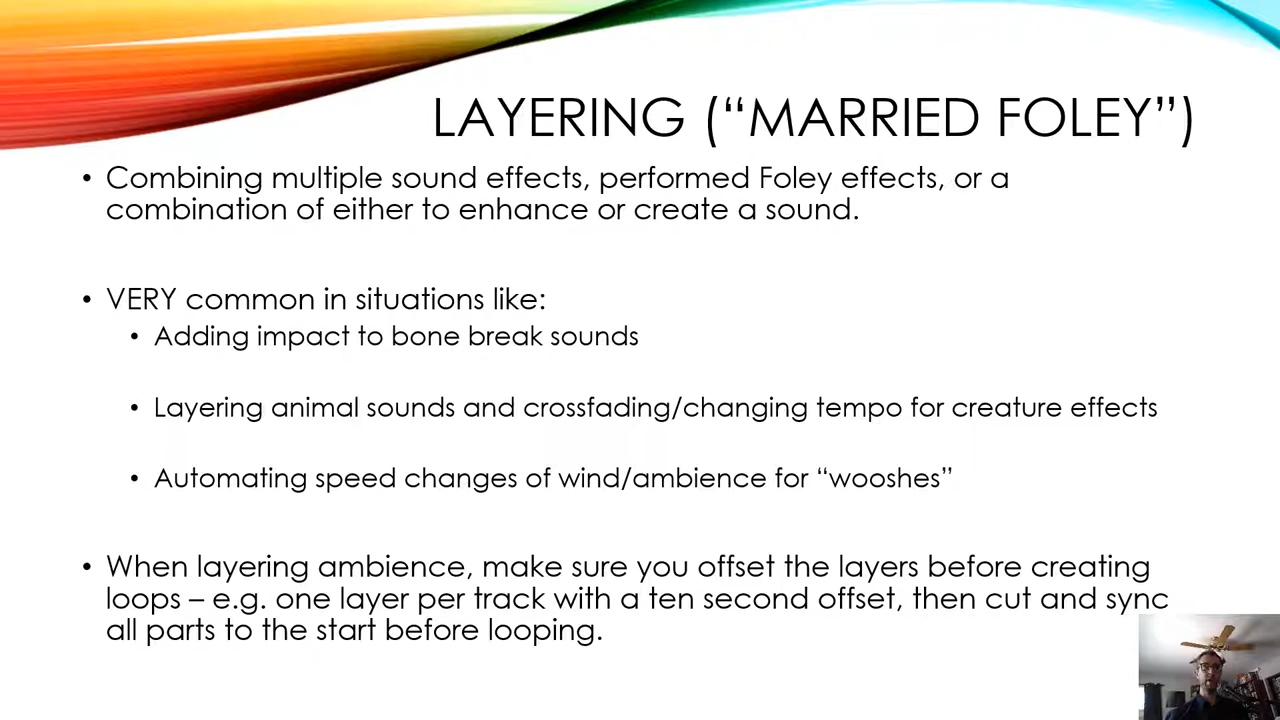 LAYERING (“MARRIED FOLEY”)
• Combining multiple sound effects, performed Foley effects, or a
combination of either to enhance or create a sound.
• VERY common in situations like:
• Adding impact to bone break sounds
• Layering animal sounds and crossfading/changing tempo for creature effects
• Automating speed changes of wind/ambience for “wooshes”
• When layering ambience, make sure you offset the layers before creating
loops – e.g. one layer per track with a ten second offset, then cut and sync
all parts to the start before looping.